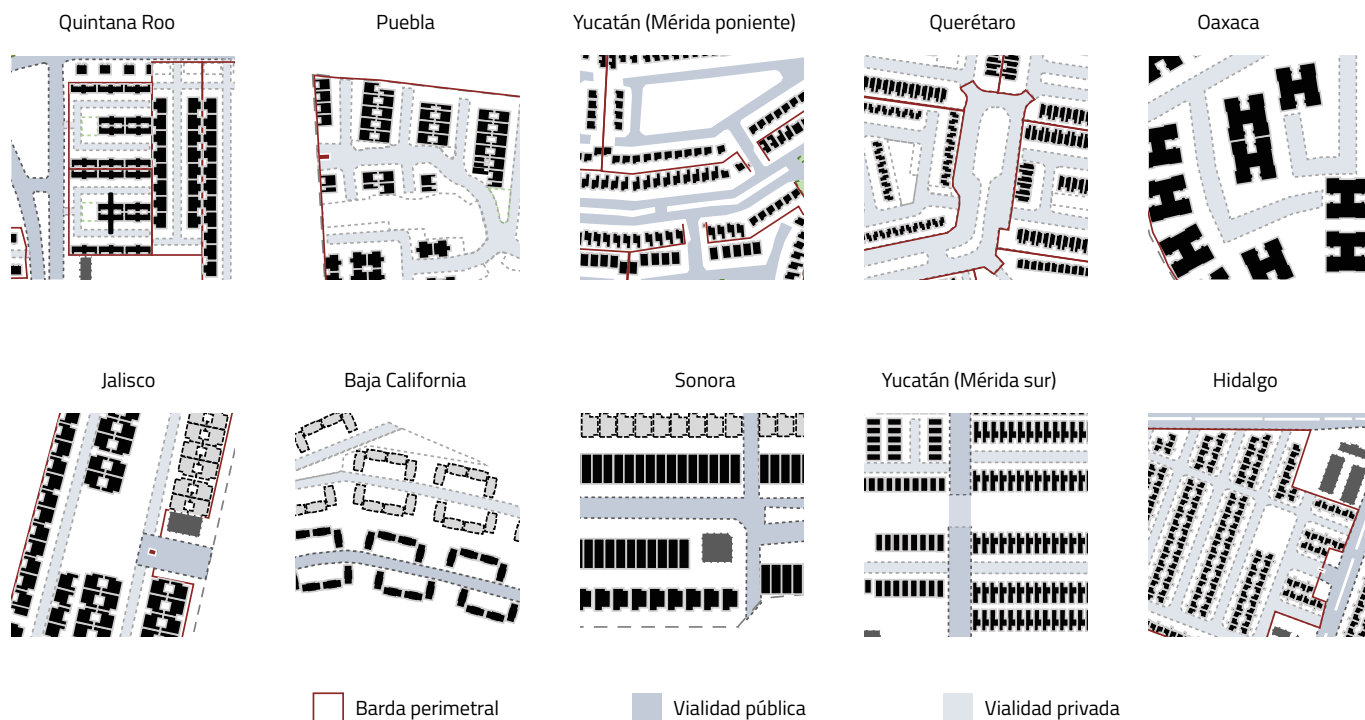 Quintana Roo
Puebla
Yucatán (Mérida poniente)
Querétaro
Oaxaca
Jalisco
Baja California
Sonora
Yucatán (Mérida sur)
Hidalgo
Barda perimetral
Vialidad pública
Vialidad privada